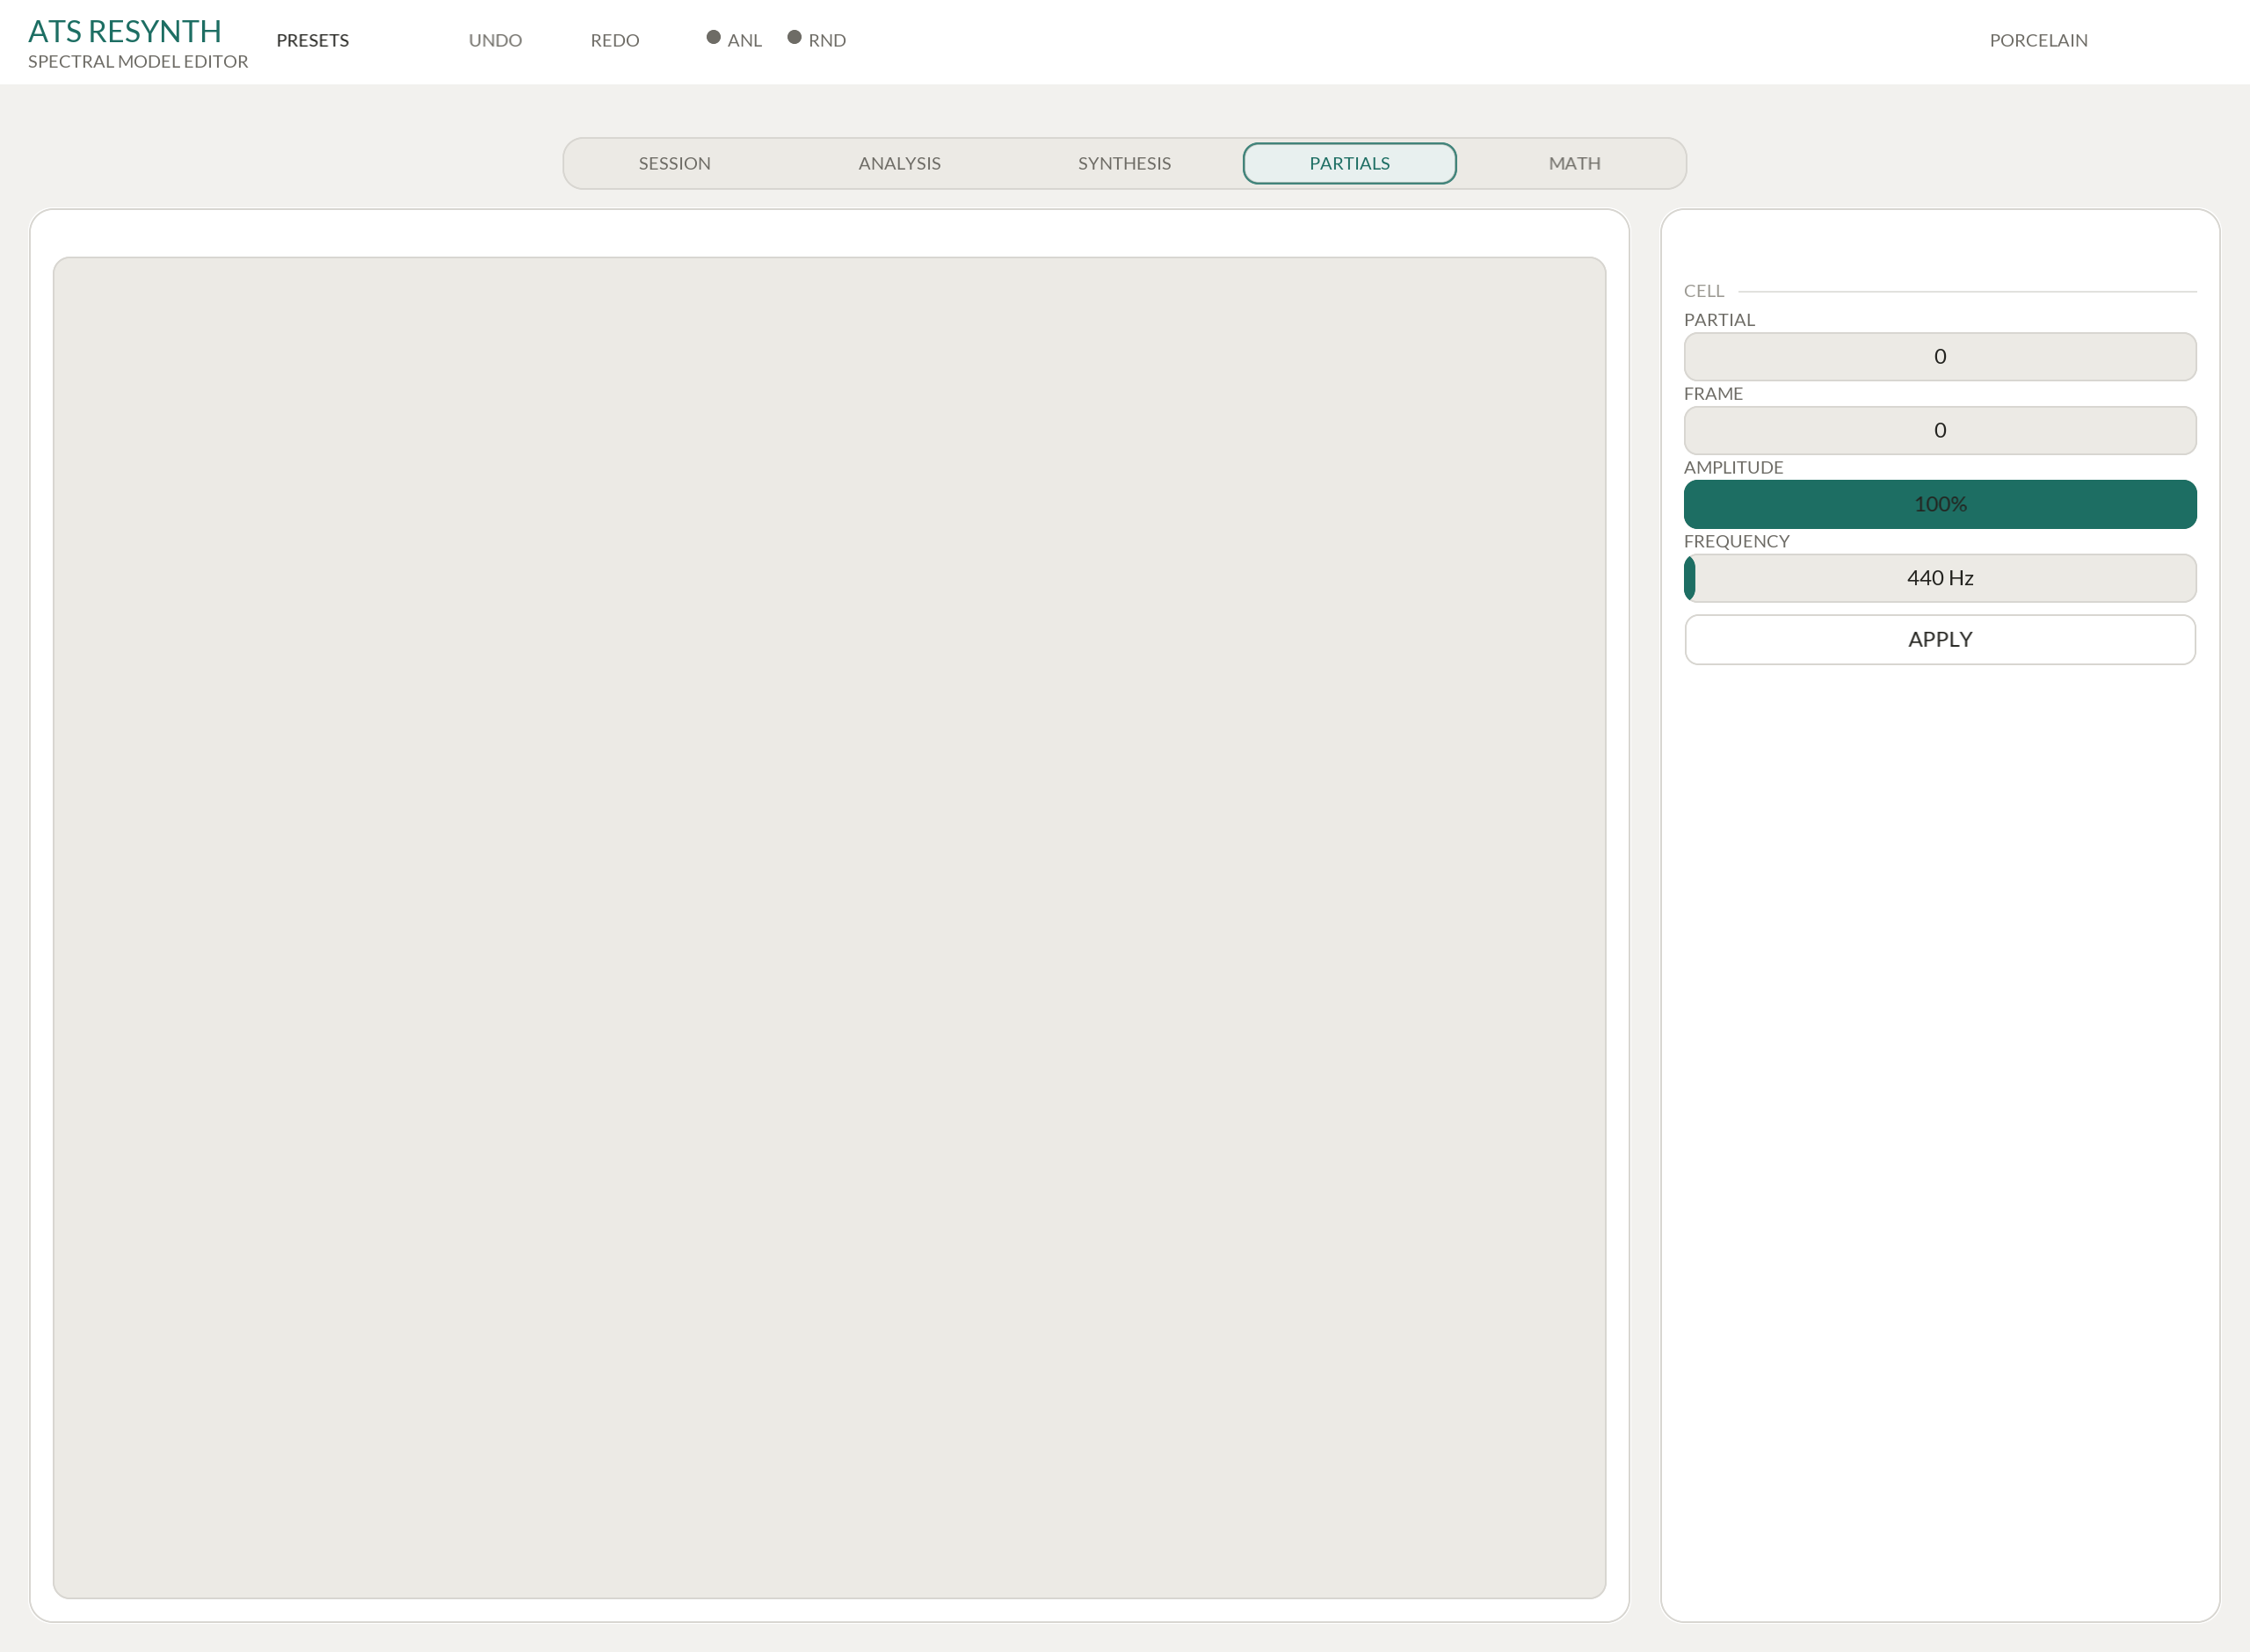 ATS RESYNTH
SPECTRAL MODEL EDITOR
PRESETS
UNDO
REDO
ANL
RND
PORCELAIN
SESSION
ANALYSIS
SYNTHESIS
PARTIALS
MATH
CELL
PARTIAL
0
FRAME
0
AMPLITUDE
100%
FREQUENCY
440 Hz
APPLY